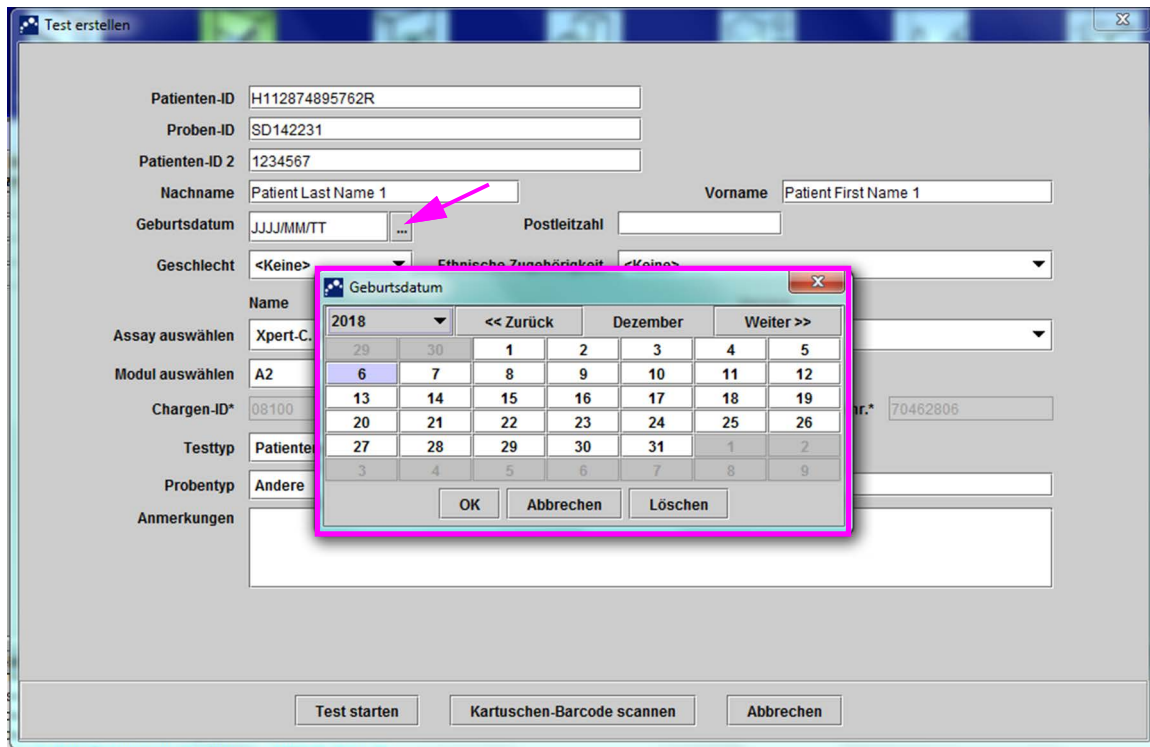 Test erstellen
Patienten-ID H112874895762R
Proben-ID SD142231
Patienten-ID 2 1234567
Nachname Patient Last Name 1 Vorname Patient First Name 1
Geburtsdatum JJJJ/MM/TT ... Postleitzahl
Geschlecht <Keine> Ethnische Zugehörigkeit <Keine>
Name
Assay auswählen Xpert-C.
Modul auswählen A2
Chargen-ID* 08100 nr.* 70462806
Testtyp Patienten
Probentyp Andere
Anmerkungen
Geburtsdatum
2018 << Zurück Dezember Weiter >>
29 30 1 2 3 4 5
6 7 8 9 10 11 12
13 14 15 16 17 18 19
20 21 22 23 24 25 26
27 28 29 30 31 1 2
3 4 5 6 7 8 9
OK Abbrechen Löschen
Test starten Kartuschen-Barcode scannen Abbrechen